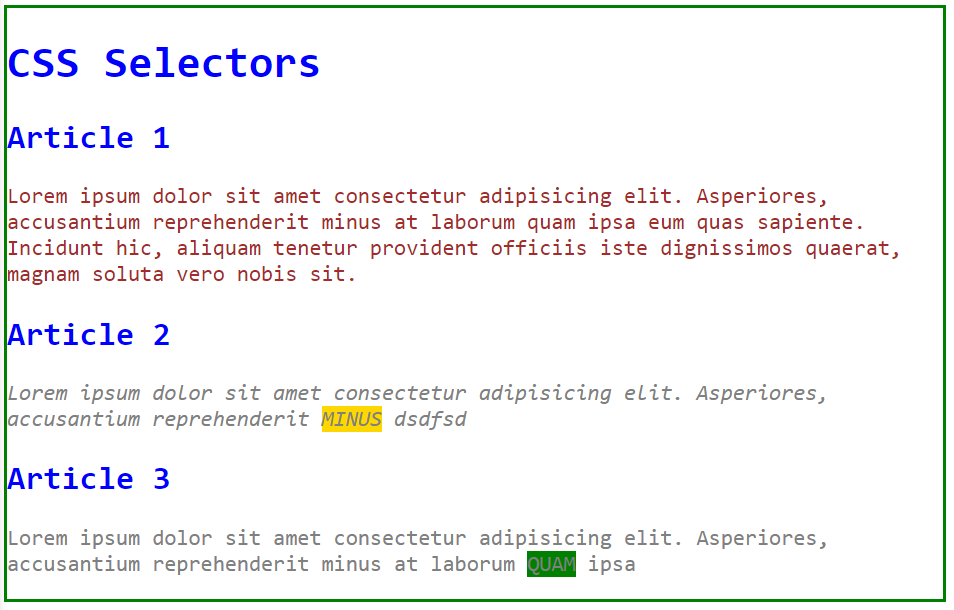 CSS Selectors
Article 1
Lorem ipsum dolor sit amet consectetur adipisicing elit. Asperiores,
accusantium reprehenderit minus at laborum quam ipsa eum quas sapiente.
Incidunt hic, aliquam tenetur provident officiis iste dignissimos quaerat,
magnam soluta vero nobis sit.
Article 2
Lorem ipsum dolor sit amet consectetur adipisicing elit. Asperiores,
accusantium reprehenderit MINUS dsdfsd
Article 3
Lorem ipsum dolor sit amet consectetur adipisicing elit. Asperiores,
accusantium reprehenderit minus at laborum QUAM ipsa